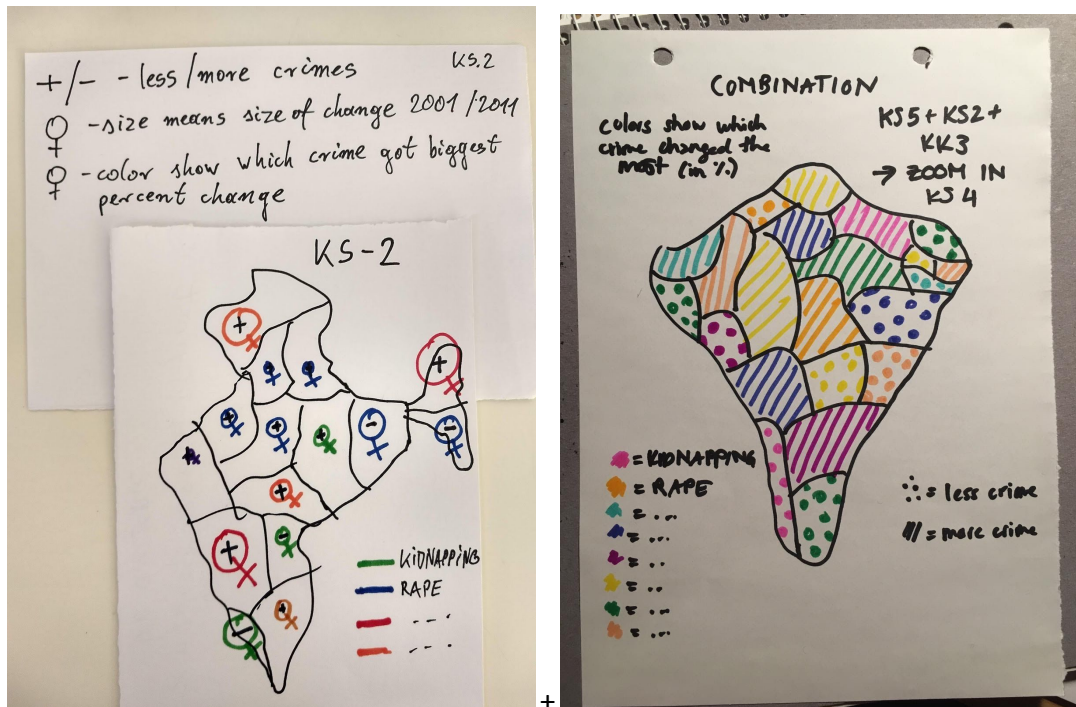 KS.2
+/- - less/more crimes
♀ -size means size of change 2001/2011
♀ -color show which crime got biggest
percent change
KS-2
+
+
+
+
+
-
+
-
+
+
+
-
-
+
KIDNAPPING
RAPE
---
---
+
COMBINATION
colors show which
crime changed the
most (in %)
KS5+KS2+
KK3
→ ZOOM IN
KS4
= KIDNAPPING
= RAPE
= ...
= ...
= ..
= ..
= ...
= ...
= less crime
/// = more crime